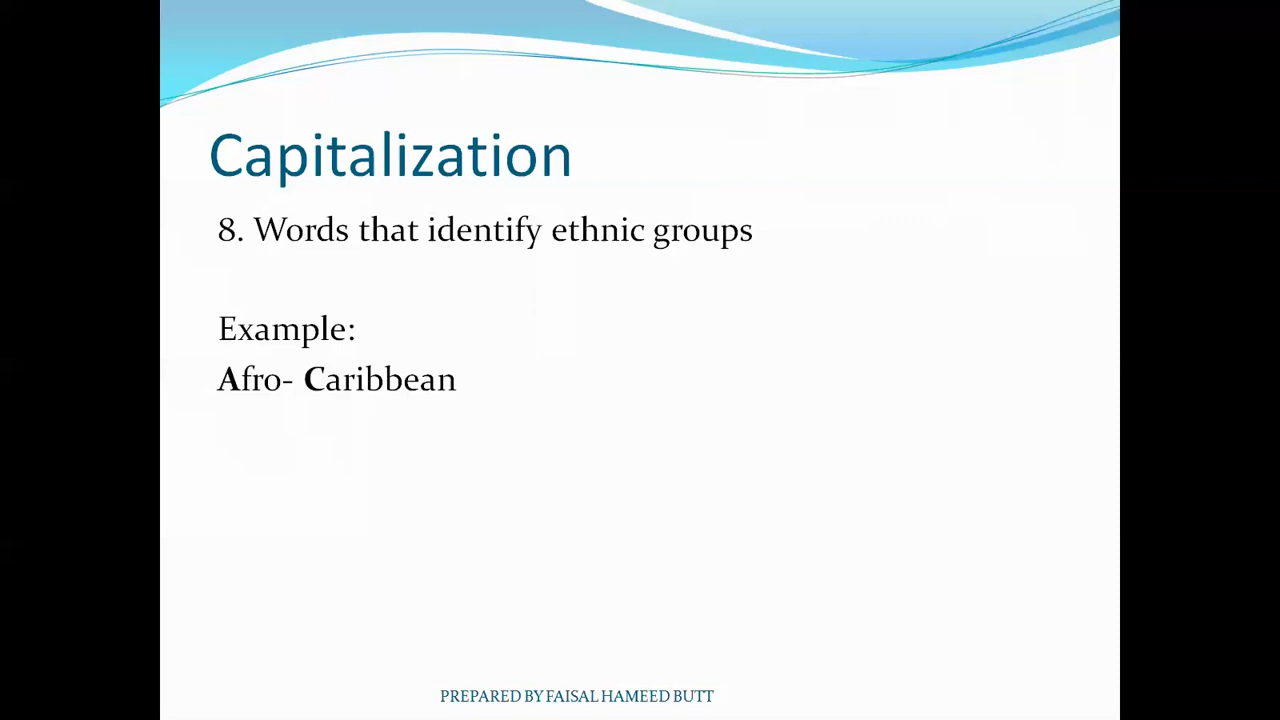 Capitalization
8. Words that identify ethnic groups
Example:
Afro- Caribbean
PREPARED BY FAISAL HAMEED BUTT